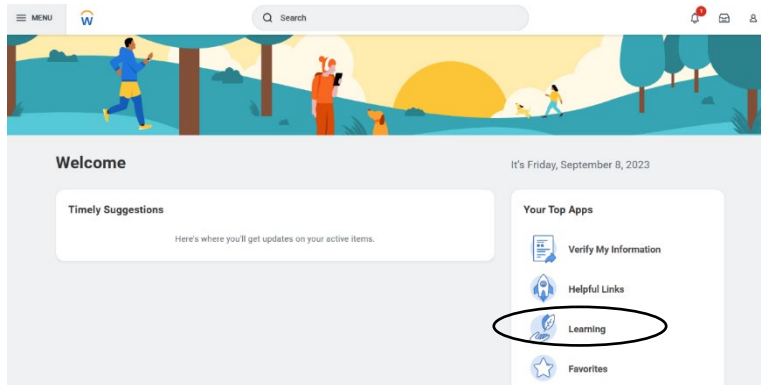 MENU
W
Search
1
Welcome
It's Friday, September 8, 2023
Timely Suggestions
Here's where you'll get updates on your active items.
Your Top Apps
Verify My Information
Helpful Links
Learning
Favorites